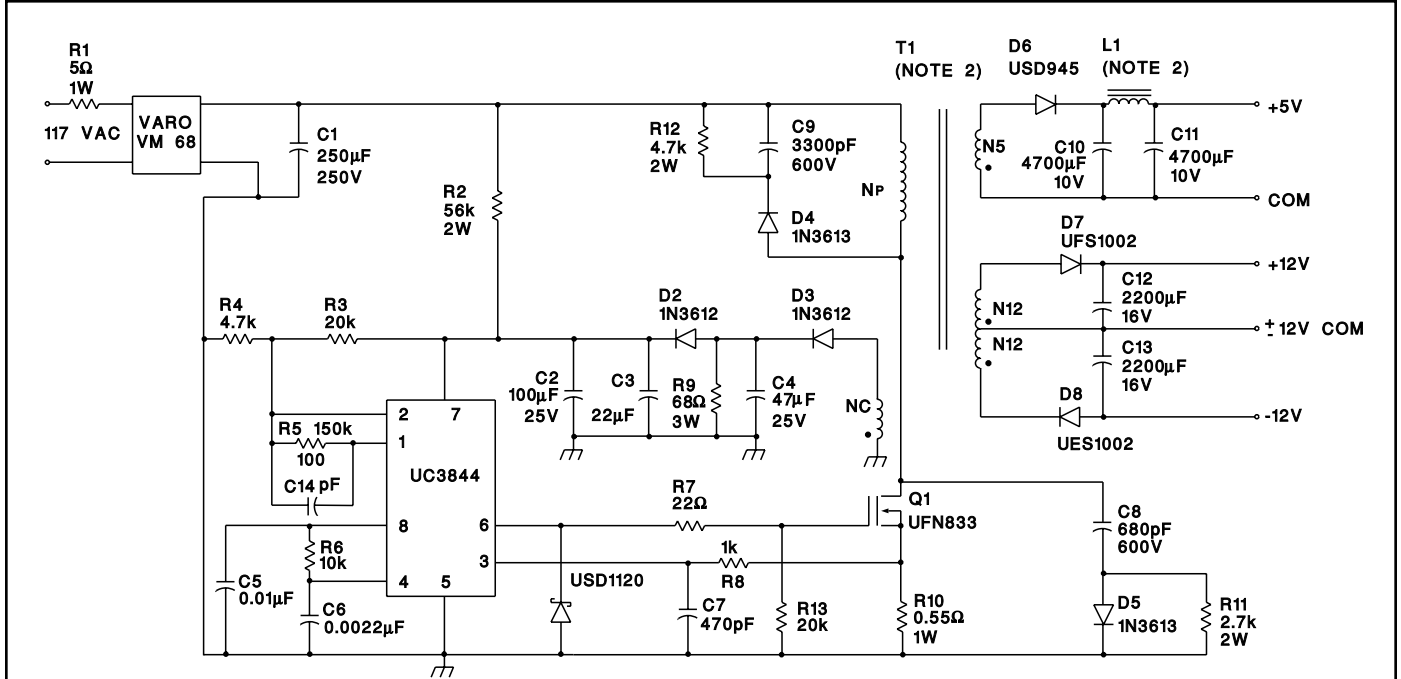 R1
5Ω
1W
117 VAC
VARO
VM 68
C1
250µF
250V
R2
56k
2W
R12
4.7k
2W
C9
3300pF
600V
D4
1N3613
T1
(NOTE 2)
NP
D6
USD945
L1
(NOTE 2)
N5
C10
4700µF
10V
C11
4700µF
10V
+5V
COM
D7
UFS1002
N12
N12
C12
2200µF
16V
C13
2200µF
16V
D8
UES1002
+12V
± 12V COM
-12V
R4
4.7k
R3
20k
D2
1N3612
D3
1N3612
C2
100µF
25V
C3
22µF
R9
68Ω
3W
C4
47µF
25V
NC
2
7
1
UC3844
8
6
3
4
5
R5 150k
100
C14 pF
R6
10k
C5
0.01µF
C6
0.0022µF
R7
22Ω
USD1120
1k
R8
C7
470pF
R13
20k
Q1
UFN833
R10
0.55Ω
1W
C8
680pF
600V
D5
1N3613
R11
2.7k
2W